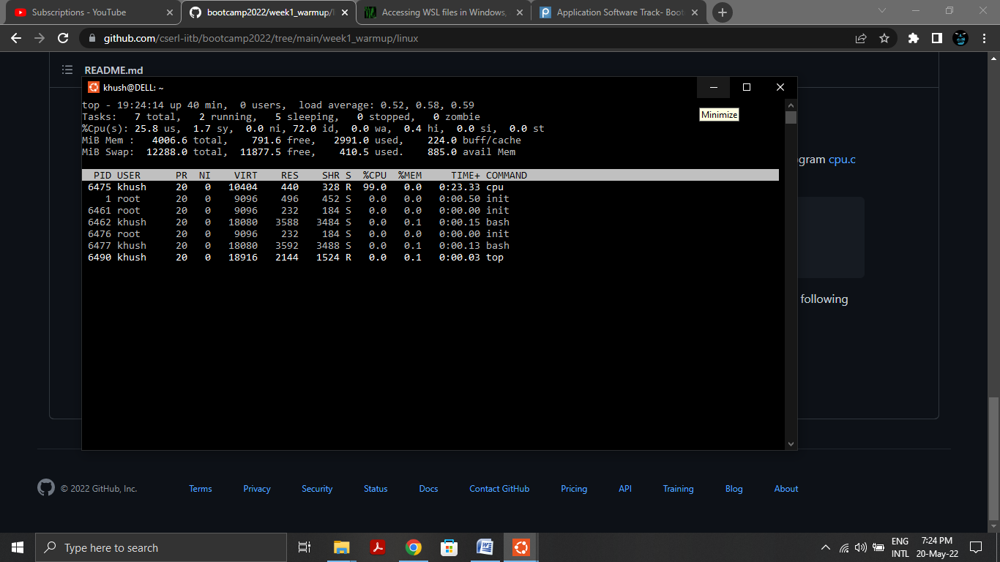 Subscriptions - YouTube
bootcamp2022/week1_warmup/l
Accessing WSL files in Windows,
Application Software Track- Boot
github.com/cserl-iitb/bootcamp2022/tree/main/week1_warmup/linux
README.md
khush@DELL: ~
Minimize
top - 19:24:14 up 40 min,  0 users,  load average: 0.52, 0.58, 0.59
Tasks:   7 total,   2 running,   5 sleeping,   0 stopped,   0 zombie
%Cpu(s): 25.8 us,  1.7 sy,  0.0 ni, 72.0 id,  0.0 wa,  0.4 hi,  0.0 si,  0.0 st
MiB Mem :   4006.6 total,    791.6 free,   2991.0 used,    224.0 buff/cache
MiB Swap:  12288.0 total,  11877.5 free,    410.5 used.    885.0 avail Mem
PID USER      PR  NI    VIRT    RES    SHR S  %CPU  %MEM     TIME+ COMMAND
6475 khush     20   0   10404    440    328 R  99.0   0.0   0:23.33 cpu
1 root      20   0    9096    496    452 S   0.0   0.0   0:00.50 init
6461 root      20   0    9096    232    184 S   0.0   0.0   0:00.00 init
6462 khush     20   0   18080   3588   3484 S   0.0   0.1   0:00.15 bash
6476 root      20   0    9096    232    184 S   0.0   0.0   0:00.00 init
6477 khush     20   0   18080   3592   3488 S   0.0   0.1   0:00.13 bash
6490 khush     20   0   18916   2144   1524 R   0.0   0.1   0:00.03 top
ogram cpu.c
following
© 2022 GitHub, Inc.
Terms
Privacy
Security
Status
Docs
Contact GitHub
Pricing
API
Training
Blog
About
Type here to search
ENG
INTL
7:24 PM
20-May-22